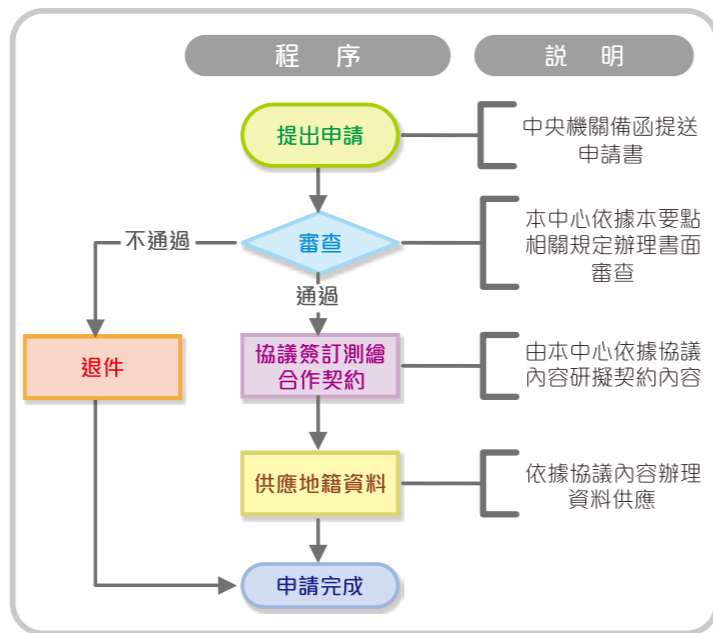 程 序
說 明
提出申請
中央機關備函提送
申請書
不通過
審查
本中心依據本要點
相關規定辦理書面
審查
通過
退件
協議簽訂測繪
合作契約
由本中心依據協議
內容研擬契約內容
供應地籍資料
依據協議內容辦理
資料供應
申請完成